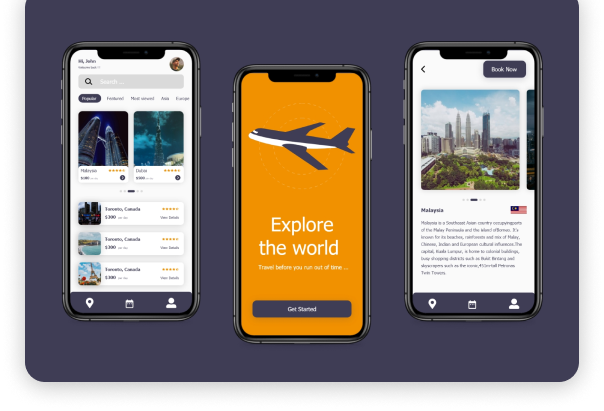 Hi, John
Search ...
Popular Featured Most viewed Asia Europe
Malaysia
Dubai
Toronto, Canada
$390
View Details
Toronto, Canada
$390
View Details
Toronto, Canada
$390
View Details
Explore
the world
Travel before you run out of time ...
Get Started
Book Now
Malaysia
Malaysia is a Southeast Asian country occupying parts
of the Malay Peninsula and the island of Borneo. It's
known for its beaches, rainforests and mix of Malay,
Chinese, Indian and European cultural influences. The
capital, Kuala Lumpur, is home to colonial buildings,
busy shopping districts such as Bukit Bintang and
skyscrapers such as the iconic, 451m-tall Petronas
Twin Towers.